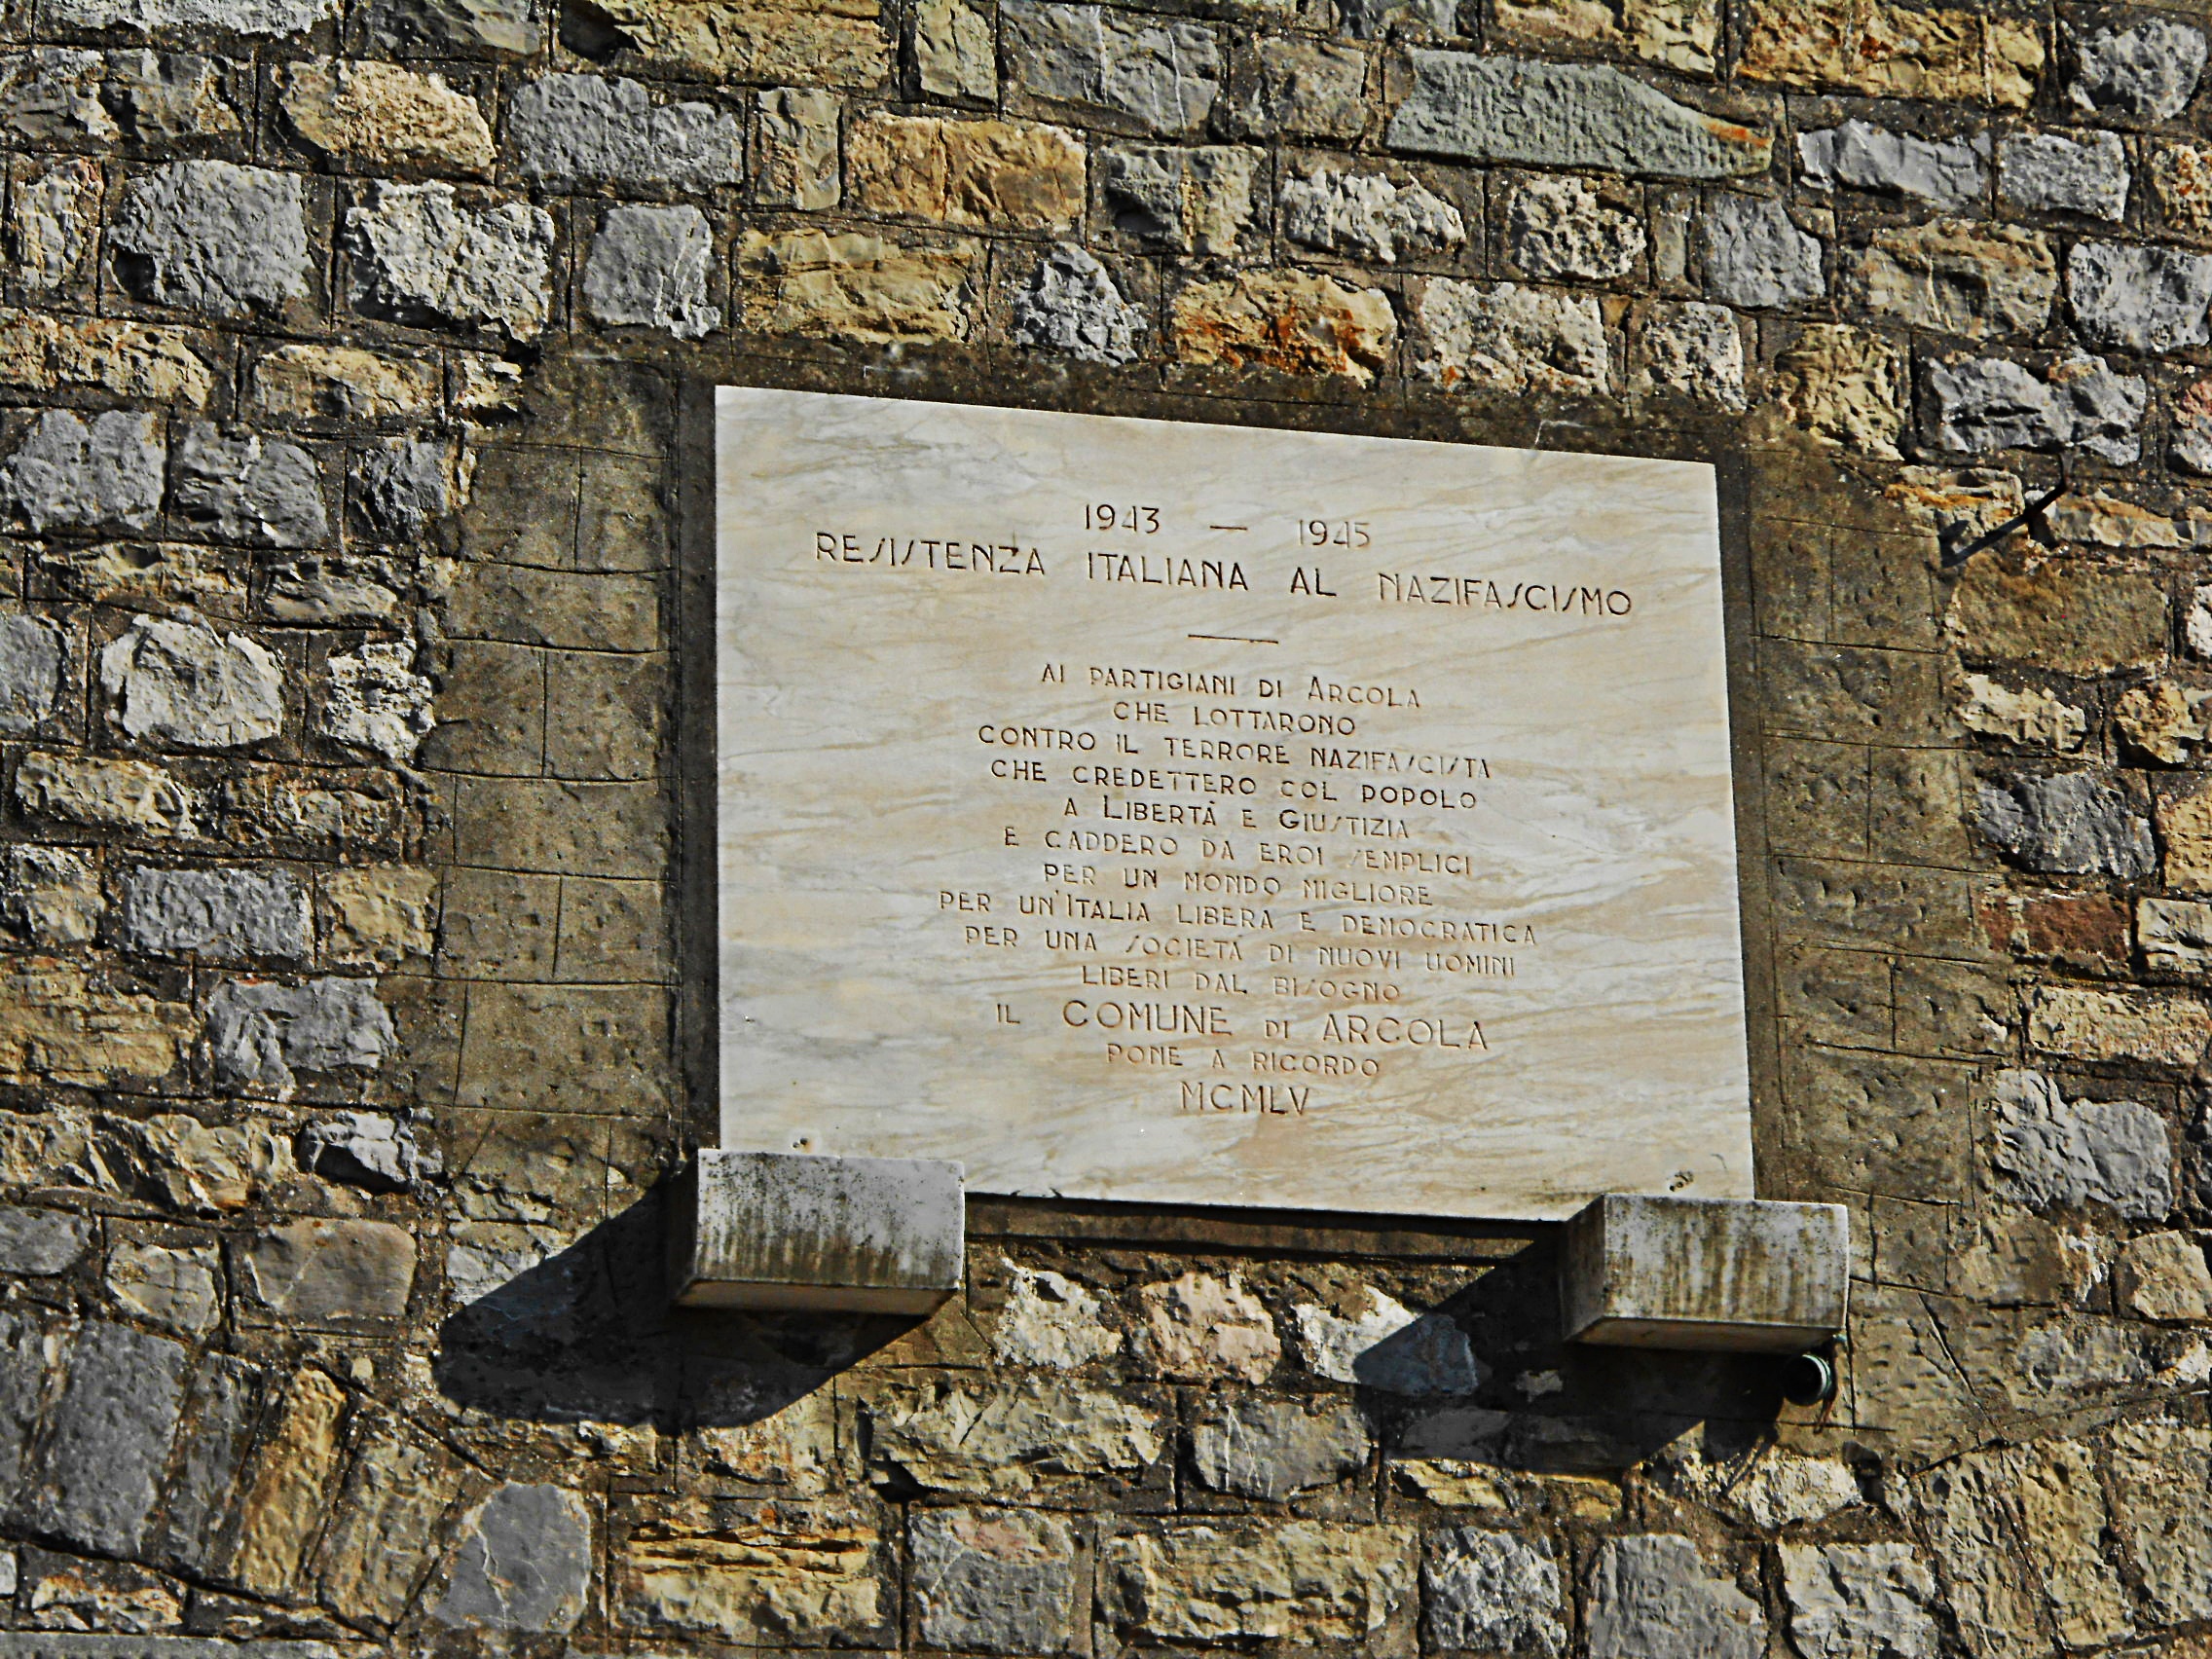 1943 — 1945
RESISTENZA ITALIANA AL NAZIFASCISMO
AI PARTIGIANI DI ARCOLA
CHE LOTTARONO
CONTRO IL TERRORE NAZIFASCISTA
CHE CREDETTERO COL POPOLO
A LIBERTÀ E GIUSTIZIA
E CADDERO DA EROI SEMPLICI
PER UN MONDO MIGLIORE
PER UN'ITALIA LIBERA E DEMOCRATICA
PER UNA SOCIETÀ DI NUOVI UOMINI
LIBERI DAL BISOGNO
IL COMUNE DI ARCOLA
PONE A RICORDO
MCMLV